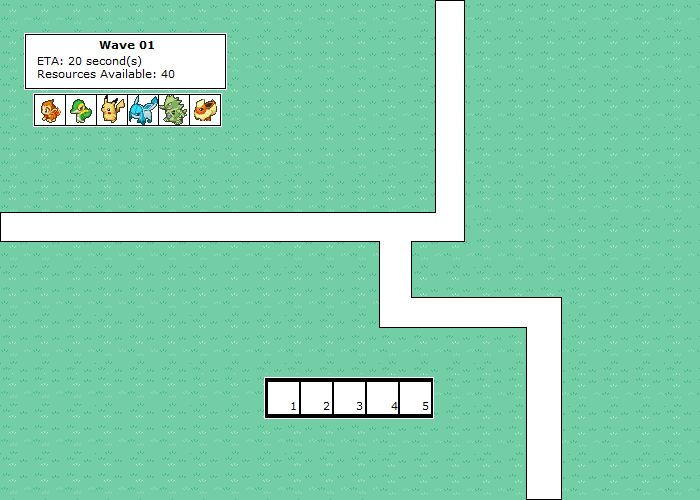 Wave 01
ETA: 20 second(s)
Resources Available: 40
1 2 3 4 5